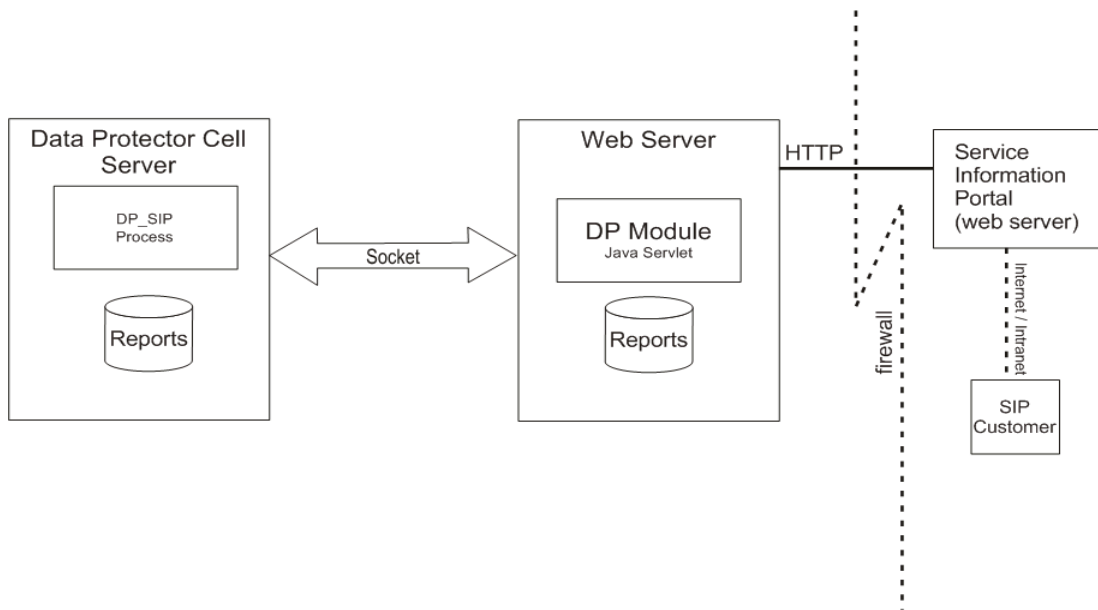 Data Protector Cell
Server
DP_SIP
Process
Reports
Socket
Web Server
DP Module
Java Servlet
Reports
HTTP
firewall
Service
Information
Portal
(web server)
Internet / Intranet
SIP
Customer